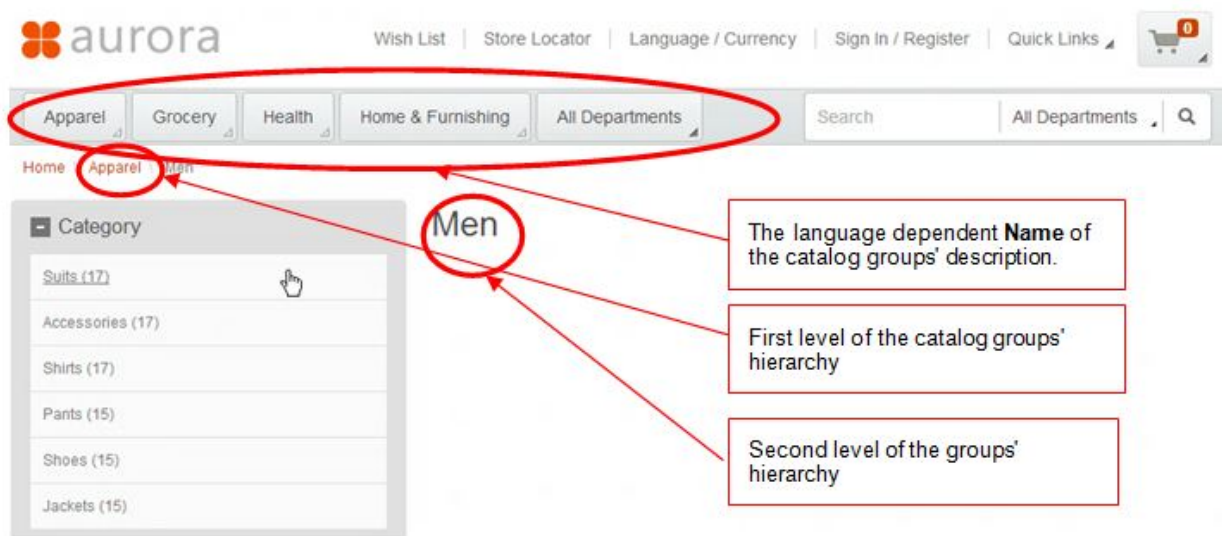 aurora
Wish List | Store Locator | Language / Currency | Sign In / Register | Quick Links
0
Apparel Grocery Health Home & Furnishing All Departments Search All Departments
Home \ Apparel \ Men
Category
Men
Suits (17)
Accessories (17)
Shirts (17)
Pants (15)
Shoes (15)
Jackets (15)
The language dependent Name of
the catalog groups' description.
First level of the catalog groups'
hierarchy
Second level of the groups'
hierarchy